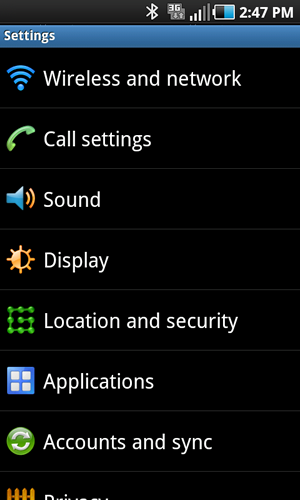 3G
2:47 PM
Settings
Wireless and network
Call settings
Sound
Display
Location and security
Applications
Accounts and sync
Privacy